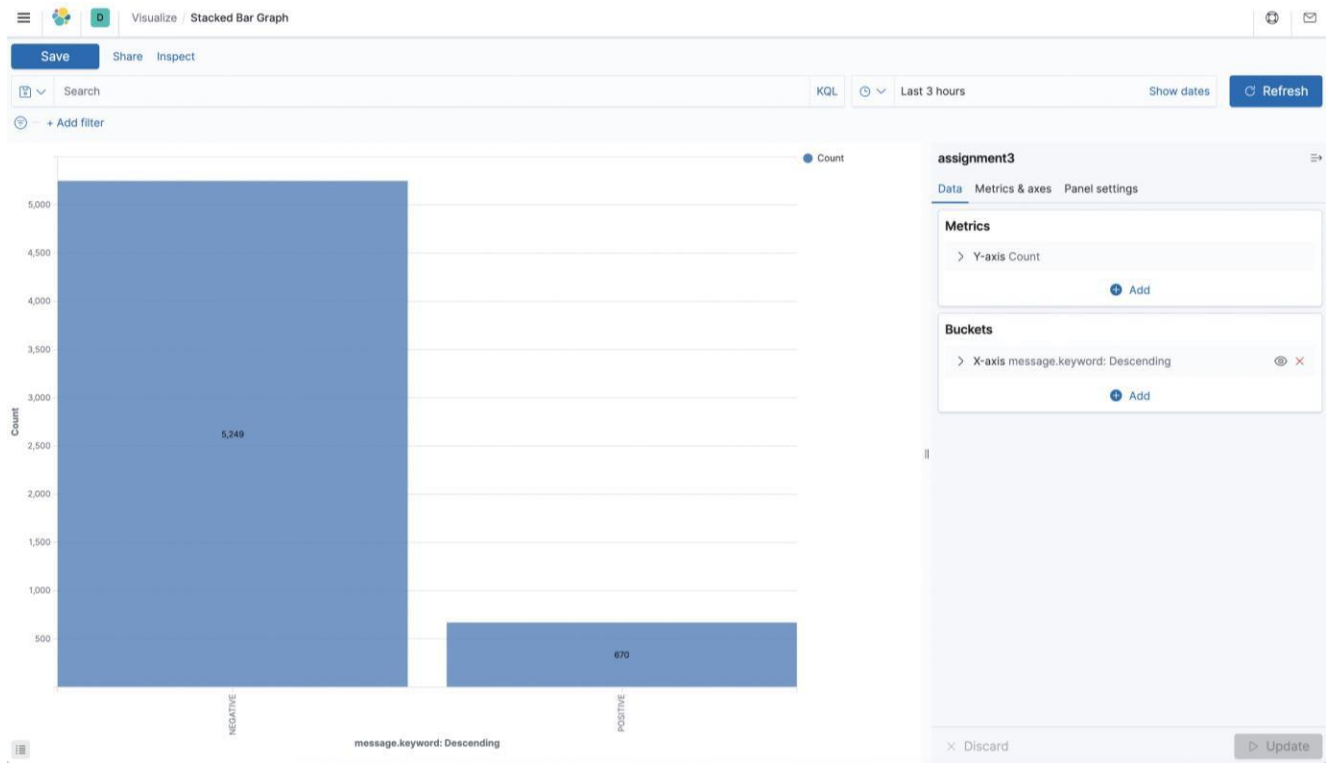 D Visualize / Stacked Bar Graph
Save Share Inspect
Search KQL Last 3 hours Show dates Refresh
+ Add filter
Count
5,000
4,500
4,000
3,500
3,000
2,500
2,000
1,500
1,000
500
Count
5,249
670
NEGATIVE
POSITIVE
message.keyword: Descending
assignment3
Data Metrics & axes Panel settings
Metrics
Y-axis Count
Add
Buckets
X-axis message.keyword: Descending
Add
Discard Update